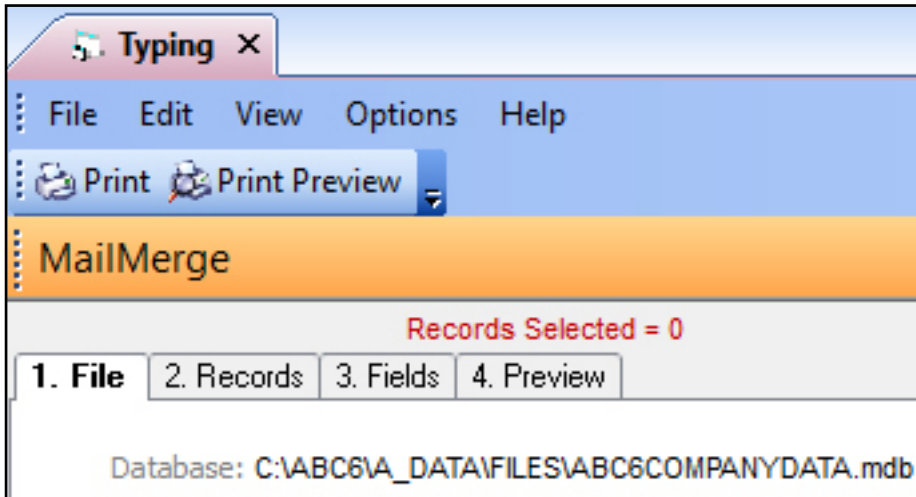 Typing X
File Edit View Options Help
Print Print Preview
MailMerge
Records Selected = 0
1. File 2. Records 3. Fields 4. Preview
Database: C:\ABC6\A_DATA\FILES\ABC6COMPANYDATA.mdb